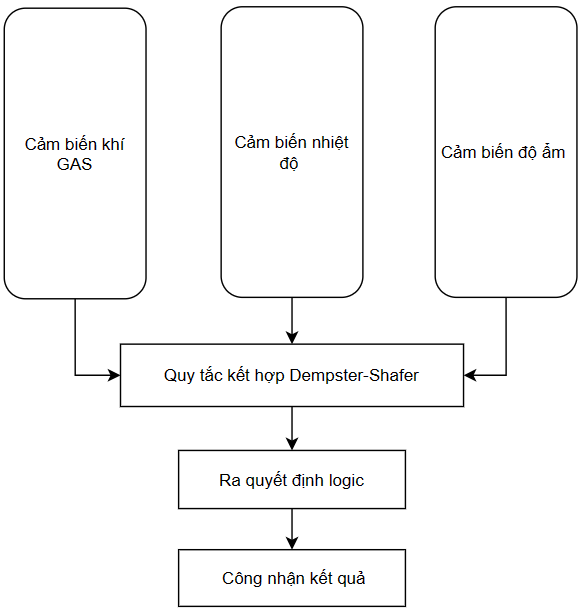 Cảm biến khí
GAS
Cảm biến nhiệt
độ
Cảm biến độ ẩm
Quy tắc kết hợp Dempster-Shafer
Ra quyết định logic
Công nhận kết quả